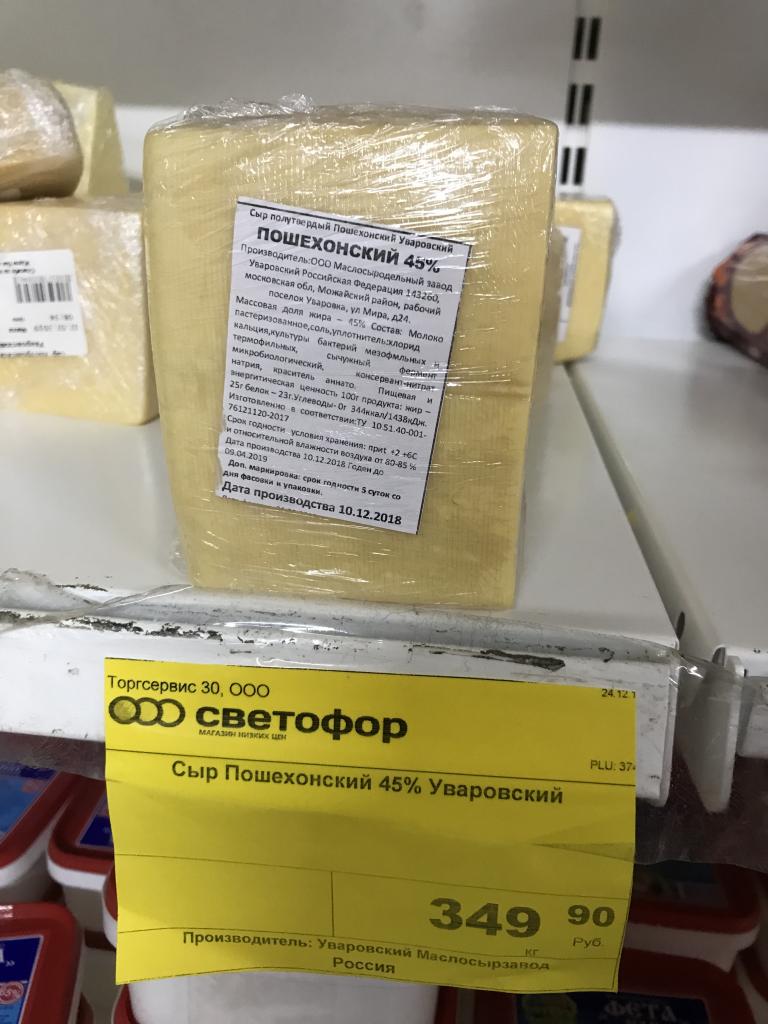 Сыр полутвердый Пошехонский Уваровский
ПОШЕХОНСКИЙ 45%
Производитель:ООО Маслосыродельный завод
Уваровский Российская Федерация 143260,
московская обл, Можайский район, рабочий
поселок Уваровка, ул Мира, д24.
Массовая доля жира – 45% Состав: Молоко
пастеризованное,соль,уплотнитель:хлорид
кальция,культуры бактерий мезофмльных и
термофильных, сычужный фермент
микробиологический, консервант-нитрат
натрия, краситель аннато. Пищевая и
энергитическая ценность 100г продукта: жир –
25г белок – 23г.Углеводы- 0г 344ккал/1438кДж.
Изготовленно в соответствии:ТУ 10.51.40-001-
76121120-2017
Срок годности условия хранения: при t +2 +6С
и относительной влажности воздуха от 80-85 %
Дата производства 10.12.2018 Годен до
09.04.2019
Доп. маркировка: срок годности 5 суток со
дня фасовки и упаковки.
Дата производства 10.12.2018
Торгсервис 30, ООО
24.12.1
светофор
МАГАЗИН НИЗКИХ ЦЕН
PLU: 37
Сыр Пошехонский 45% Уваровский
349 90
кг Руб.
Производитель: Уваровский Маслосырзавод
Россия
ФЕТА